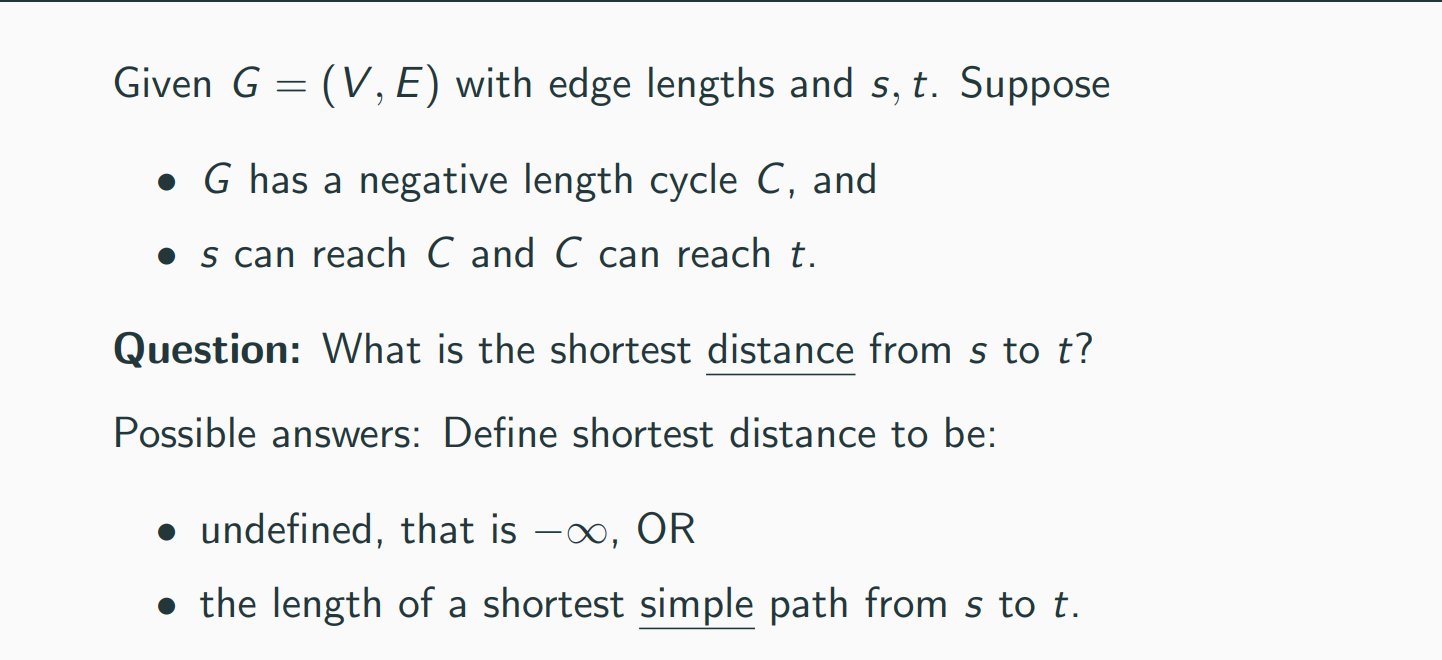 Given G = (V, E) with edge lengths and s, t. Suppose
• G has a negative length cycle C, and
• s can reach C and C can reach t.
Question: What is the shortest distance from s to t?
Possible answers: Define shortest distance to be:
• undefined, that is −∞, OR
• the length of a shortest simple path from s to t.